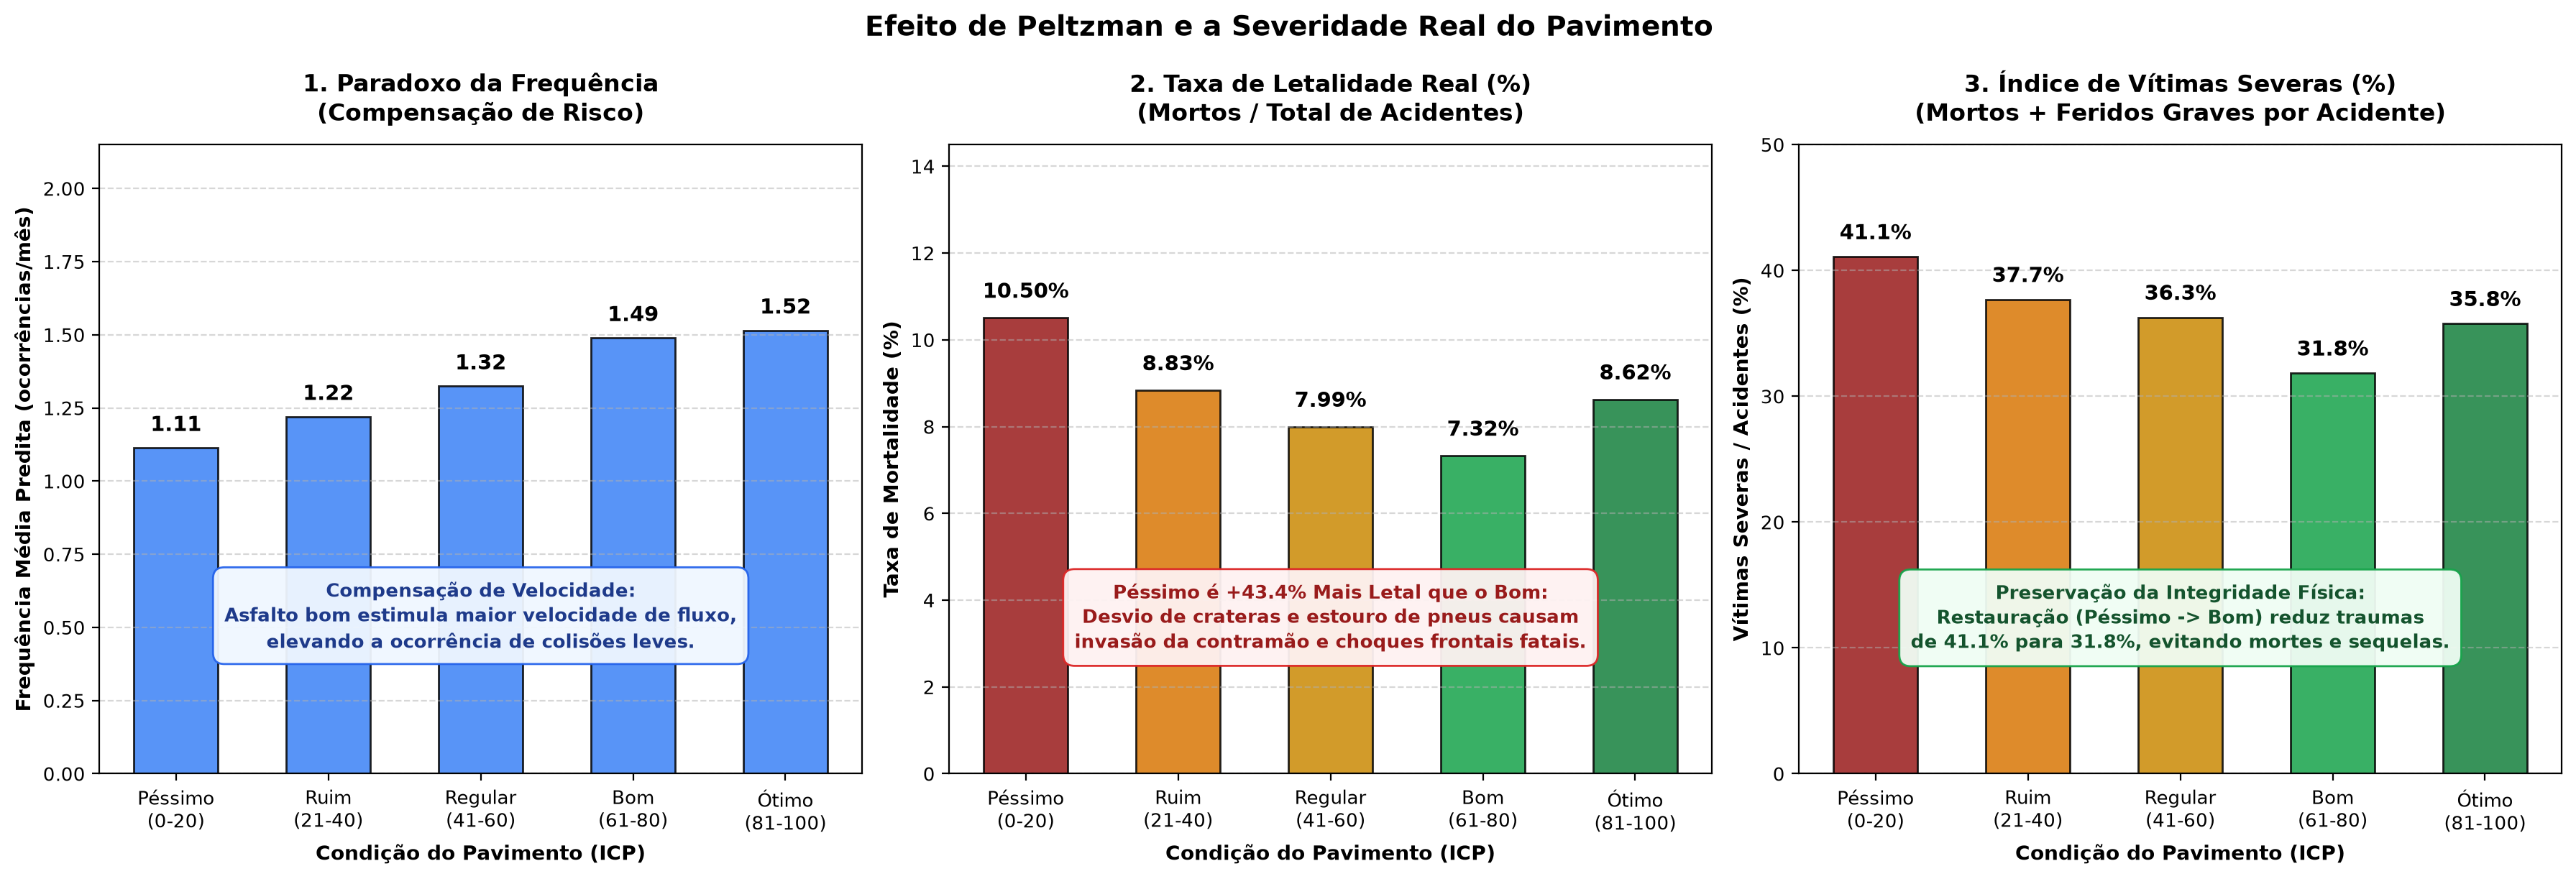 Efeito de Peltzman e a Severidade Real do Pavimento
1. Paradoxo da Frequência
(Compensação de Risco)
Frequência Média Predita (ocorrências/mês)
2.00
1.75
1.50
1.25
1.00
0.75
0.50
0.25
0.00
1.11
1.22
1.32
1.49
1.52
Compensação de Velocidade:
Asfalto bom estimula maior velocidade de fluxo,
elevando a ocorrência de colisões leves.
Péssimo
(0-20)
Ruim
(21-40)
Regular
(41-60)
Bom
(61-80)
Ótimo
(81-100)
Condição do Pavimento (ICP)
2. Taxa de Letalidade Real (%)
(Mortos / Total de Acidentes)
Taxa de Mortalidade (%)
14
12
10
8
6
4
2
0
10.50%
8.83%
7.99%
7.32%
8.62%
Péssimo é +43.4% Mais Letal que o Bom:
Desvio de crateras e estouro de pneus causam
invasão da contramão e choques frontais fatais.
Péssimo
(0-20)
Ruim
(21-40)
Regular
(41-60)
Bom
(61-80)
Ótimo
(81-100)
Condição do Pavimento (ICP)
3. Índice de Vítimas Severas (%)
(Mortos + Feridos Graves por Acidente)
Vítimas Severas / Acidentes (%)
50
40
30
20
10
0
41.1%
37.7%
36.3%
31.8%
35.8%
Preservação da Integridade Física:
Restauração (Péssimo -> Bom) reduz traumas
de 41.1% para 31.8%, evitando mortes e sequelas.
Péssimo
(0-20)
Ruim
(21-40)
Regular
(41-60)
Bom
(61-80)
Ótimo
(81-100)
Condição do Pavimento (ICP)